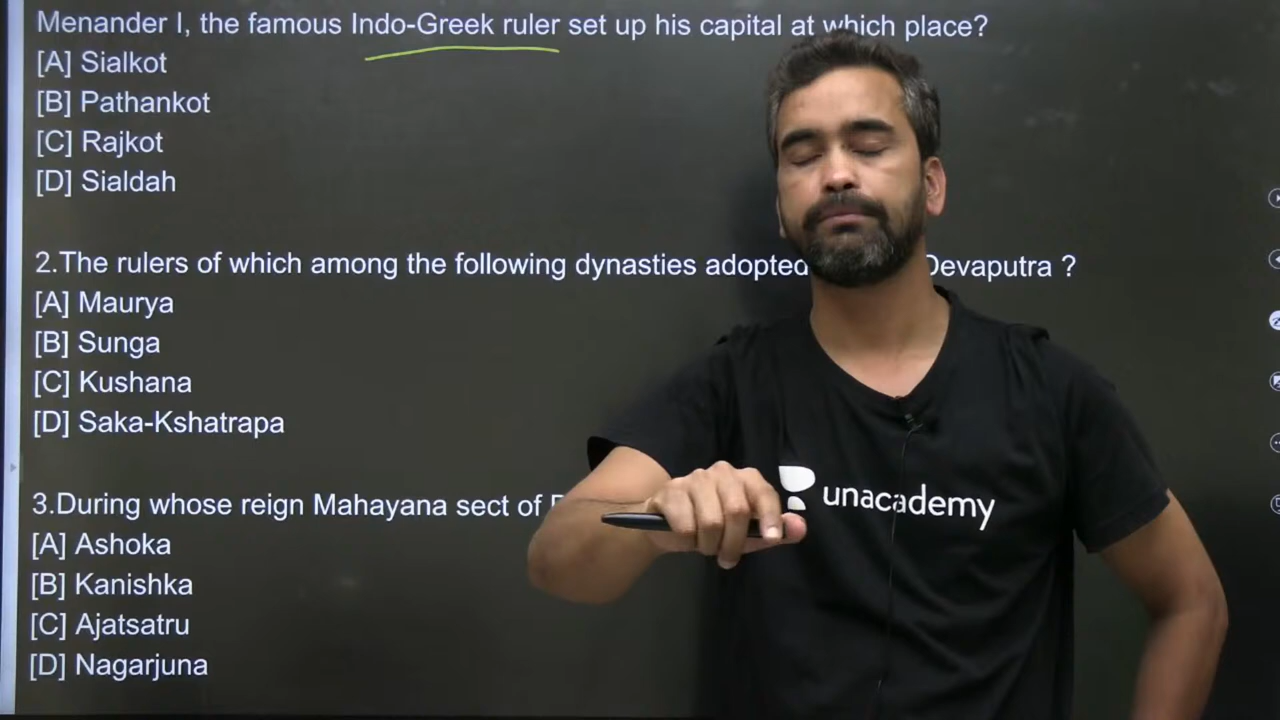 Menander I, the famous Indo-Greek ruler set up his capital at which place?
[A] Sialkot
[B] Pathankot
[C] Rajkot
[D] Sialdah
2.The rulers of which among the following dynasties adopted Devaputra ?
[A] Maurya
[B] Sunga
[C] Kushana
[D] Saka-Kshatrapa
3.During whose reign Mahayana sect of
[A] Ashoka
[B] Kanishka
[C] Ajatsatru
[D] Nagarjuna
unacademy